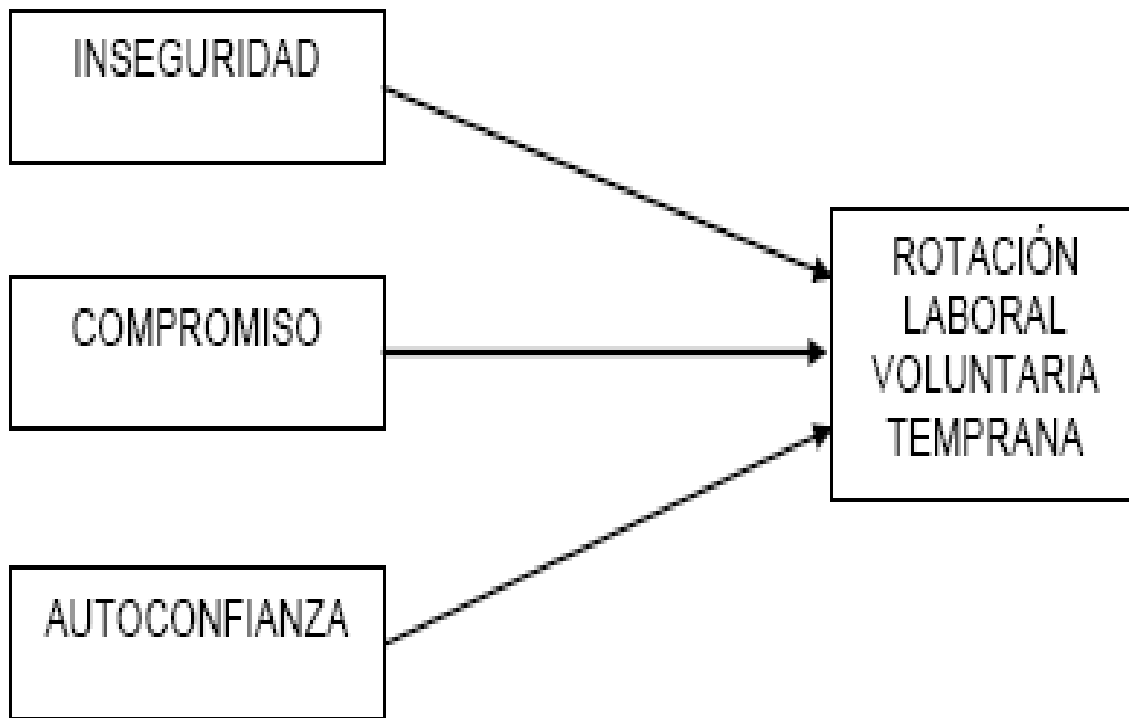 INSEGURIDAD
COMPROMISO
AUTOCONFIANZA
ROTACIÓN
LABORAL
VOLUNTARIA
TEMPRANA